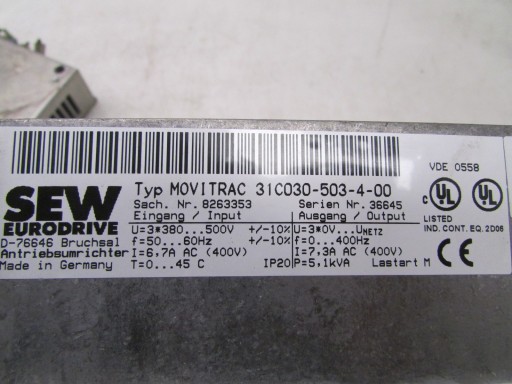 VDE 0558
SEW
EURODRIVE
D-76646 Bruchsal
Antriebsumrichter
Made in Germany
Typ MOVITRAC 31C030-503-4-00
Sach. Nr. 8263353 Serien Nr. 36645
Eingang / Input Ausgang / Output
U=3*380...500V +/-10% U=3*0V...UNETZ
f=50...60Hz +/-10% f=0...400Hz
I=6,7A AC (400V) I=7,3A AC (400V)
T=0...45 C IP20 P=5,1kVA Lastart M
C UL UL
LISTED
IND. CONT. EQ. 2D06
CE